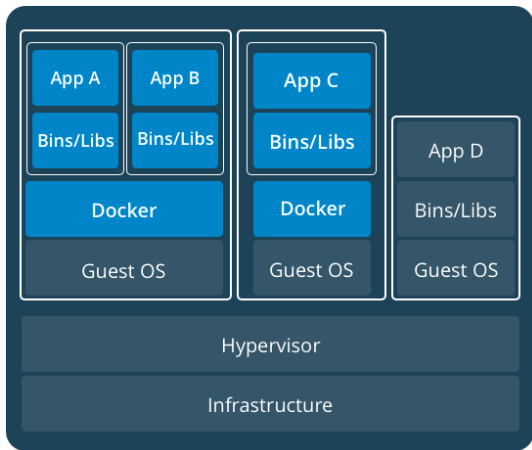 App A
App B
Bins/Libs
Bins/Libs
Docker
Guest OS
App C
Bins/Libs
Docker
Guest OS
App D
Bins/Libs
Guest OS
Hypervisor
Infrastructure